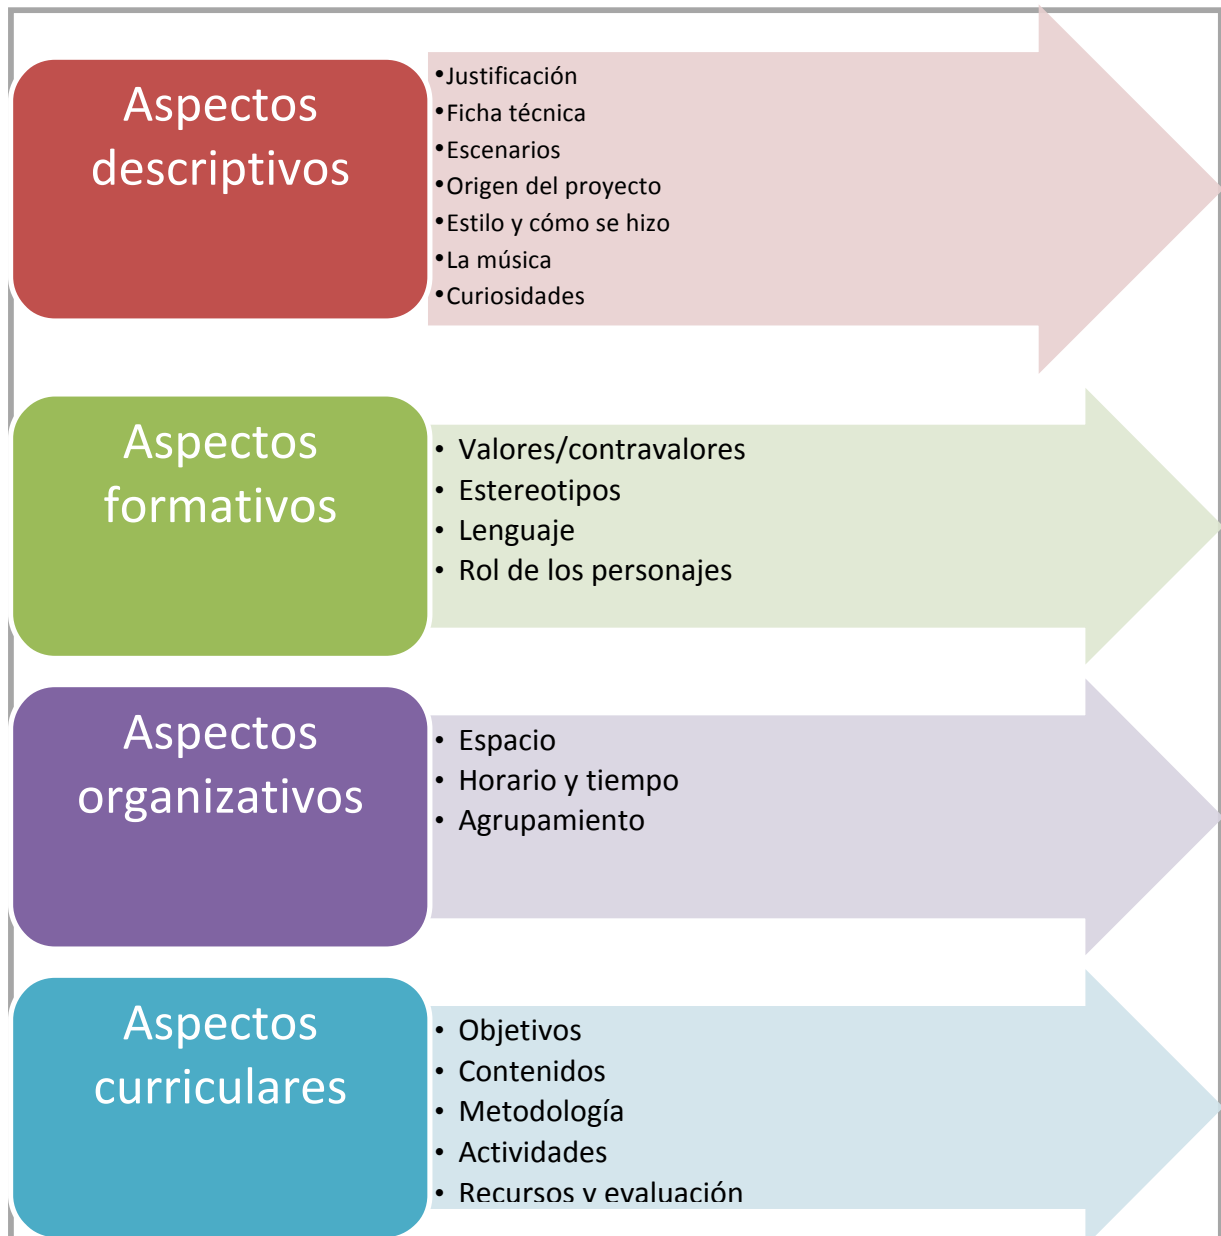 Aspectos
descriptivos
•Justificación
•Ficha técnica
•Escenarios
•Origen del proyecto
•Estilo y cómo se hizo
•La música
•Curiosidades
Aspectos
formativos
• Valores/contravalores
• Estereotipos
• Lenguaje
• Rol de los personajes
Aspectos
organizativos
• Espacio
• Horario y tiempo
• Agrupamiento
Aspectos
curriculares
• Objetivos
• Contenidos
• Metodología
• Actividades
• Recursos y evaluación